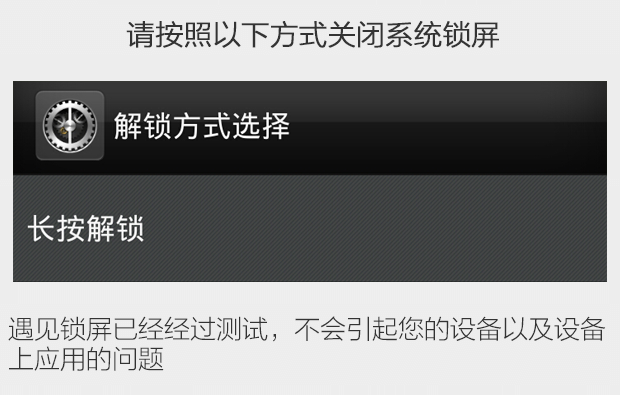 请按照以下方式关闭系统锁屏
解锁方式选择
长按解锁
遇见锁屏已经经过测试，不会引起您的设备以及设备
上应用的问题